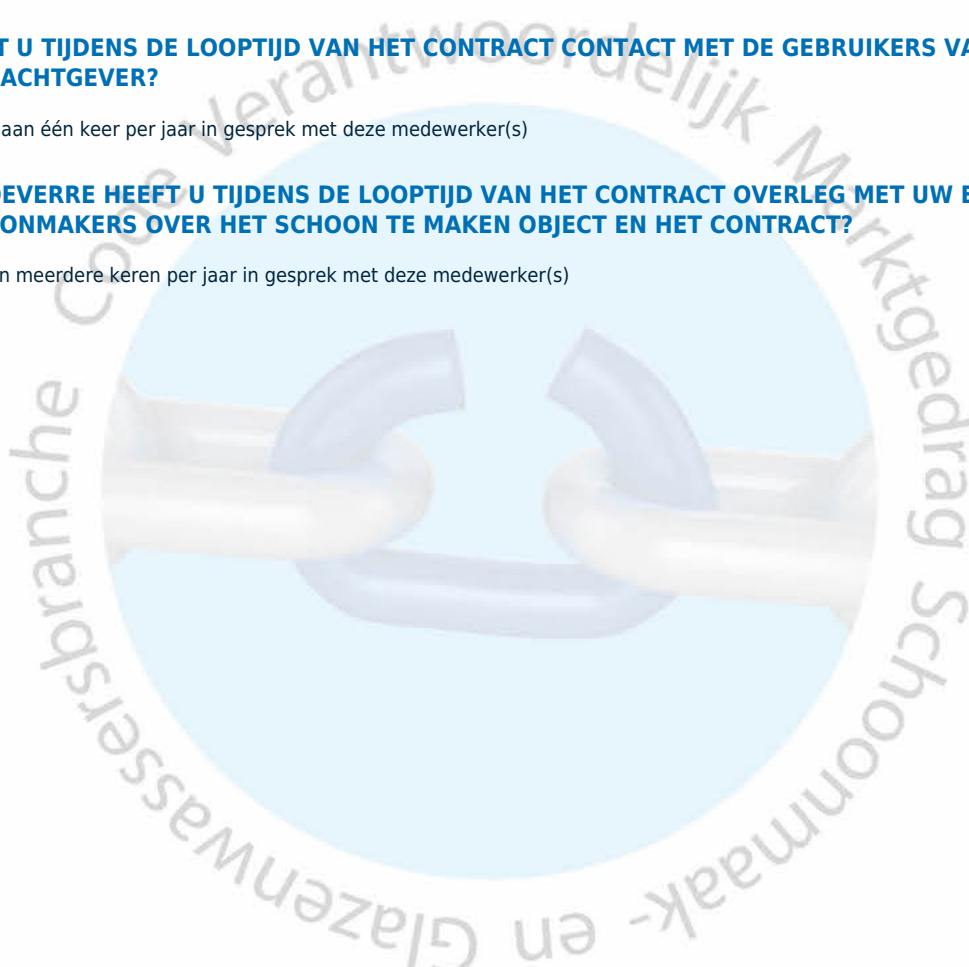 T U TIJDENS DE LOOPTIJD VAN HET CONTRACT CONTACT MET DE GEBRUIKERS VA
ACHTGEVER?
aan één keer per jaar in gesprek met deze medewerker(s)
DEVERRE HEEFT U TIJDENS DE LOOPTIJD VAN HET CONTRACT OVERLEG MET UW E
ONMAKERS OVER HET SCHOON TE MAKEN OBJECT EN HET CONTRACT?
n meerdere keren per jaar in gesprek met deze medewerker(s)
Code Verantwoordelijk Marktgedrag Schoonmaak- en Glazenwassersbranche